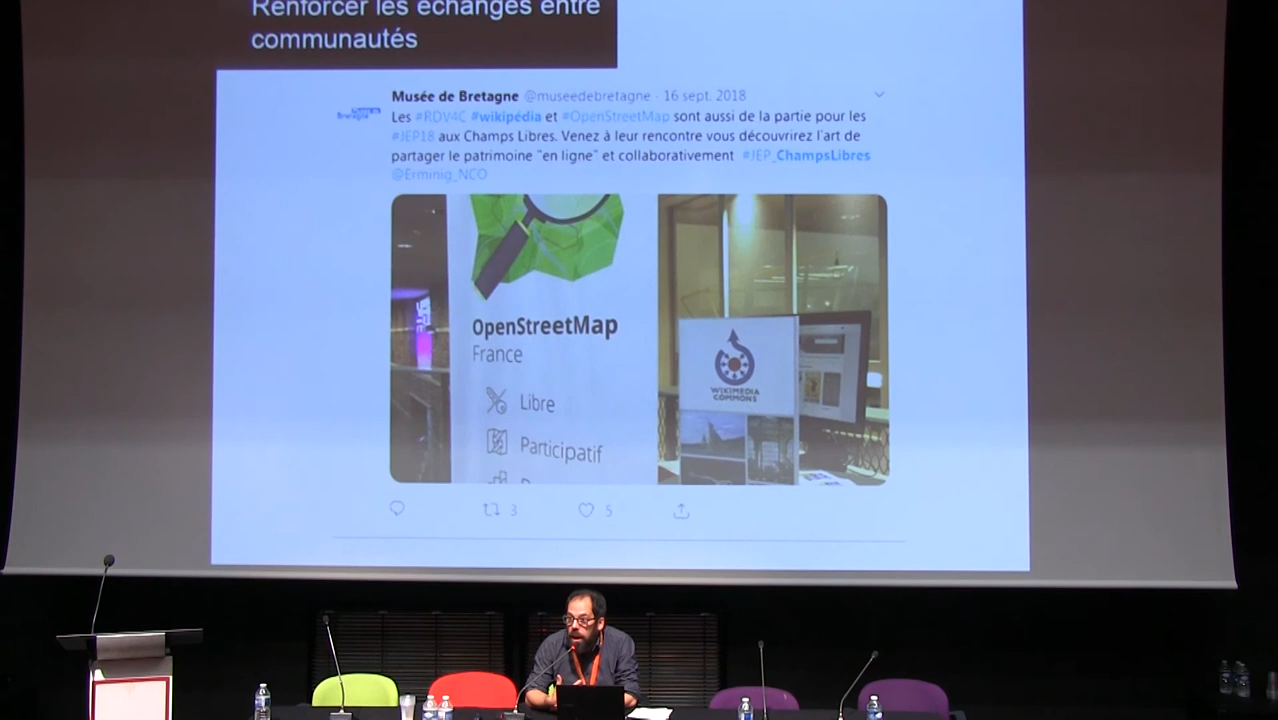 Renforcer les échanges entre
communautés
Musée de Bretagne @museedebretagne · 16 sept. 2018
Les #RDV4C #wikipédia et #OpenStreetMap sont aussi de la partie pour les
#JEP18 aux Champs Libres. Venez à leur rencontre vous découvrirez l'art de
partager le patrimoine "en ligne" et collaborativement #JEP_ChampsLibres
@Erminig_NCO
OpenStreetMap
France
Libre
Participatif
WIKIMEDIA
COMMONS
3
5